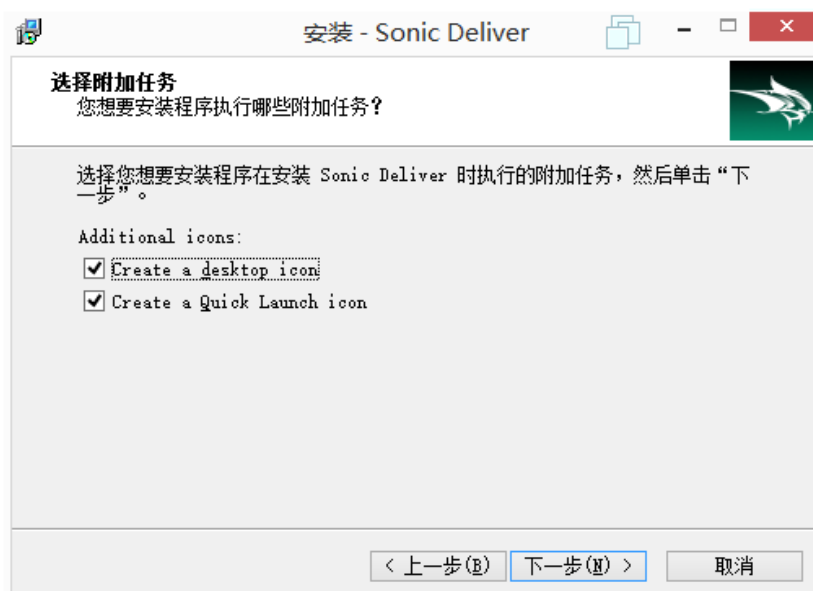 安装 - Sonic Deliver
选择附加任务
您想要安装程序执行哪些附加任务?
选择您想要安装程序在安装 Sonic Deliver 时执行的附加任务，然后单击“下
一步”。
Additional icons:
Create a desktop icon
Create a Quick Launch icon
< 上一步(B) 下一步(N) > 取消